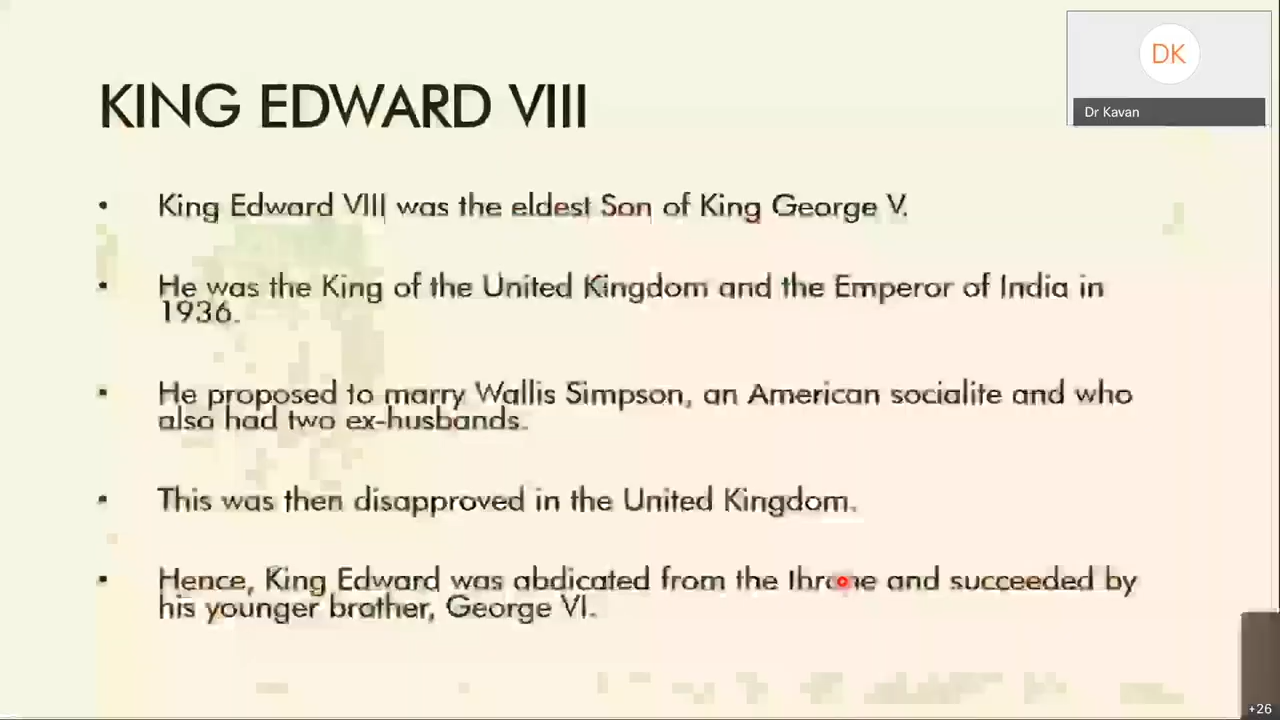 KING EDWARD VIII
DK
Dr Kavan
• King Edward VIII was the eldest Son of King George V.
• He was the King of the United Kingdom and the Emperor of India in
1936.
• He proposed to marry Wallis Simpson, an American socialite and who
also had two ex-husbands.
• This was then disapproved in the United Kingdom.
• Hence, King Edward was abdicated from the throne and succeeded by
his younger brother, George VI.
+26